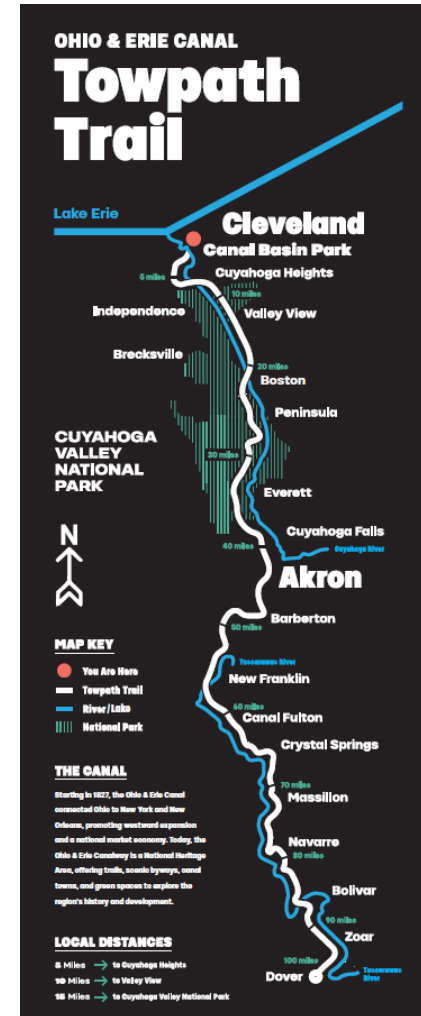 OHIO & ERIE CANAL
Towpath
Trail
Lake Erie
Cleveland
Canal Basin Park
Cuyahoga Heights
5 miles
10 miles
Independence
Valley View
Brecksville
20 miles
Boston
Peninsula
CUYAHOGA
VALLEY
NATIONAL
PARK
30 miles
Everett
N
Cuyahoga Falls
40 miles
Cuyahoga River
Akron
Barberton
50 miles
MAP KEY
You Are Here
Towpath Trail
River/Lake
National Park
Tuscarawas River
New Franklin
60 miles
Canal Fulton
Crystal Springs
70 miles
Massillon
THE CANAL
Starting in 1827, the Ohio & Erie Canal
connected Ohio to New York and New
Orleans, promoting westward expansion
and a national market economy. Today, the
Ohio & Erie Canalway is a National Heritage
Area, offering trails, scenic byways, canal
towns, and green spaces to explore the
region's history and development.
Navarre
80 miles
Bolivar
90 miles
Zoar
100 miles
Dover
Tuscarawas
River
LOCAL DISTANCES
5 Miles → to Cuyahoga Heights
10 Miles → to Valley View
15 Miles → to Cuyahoga Valley National Park